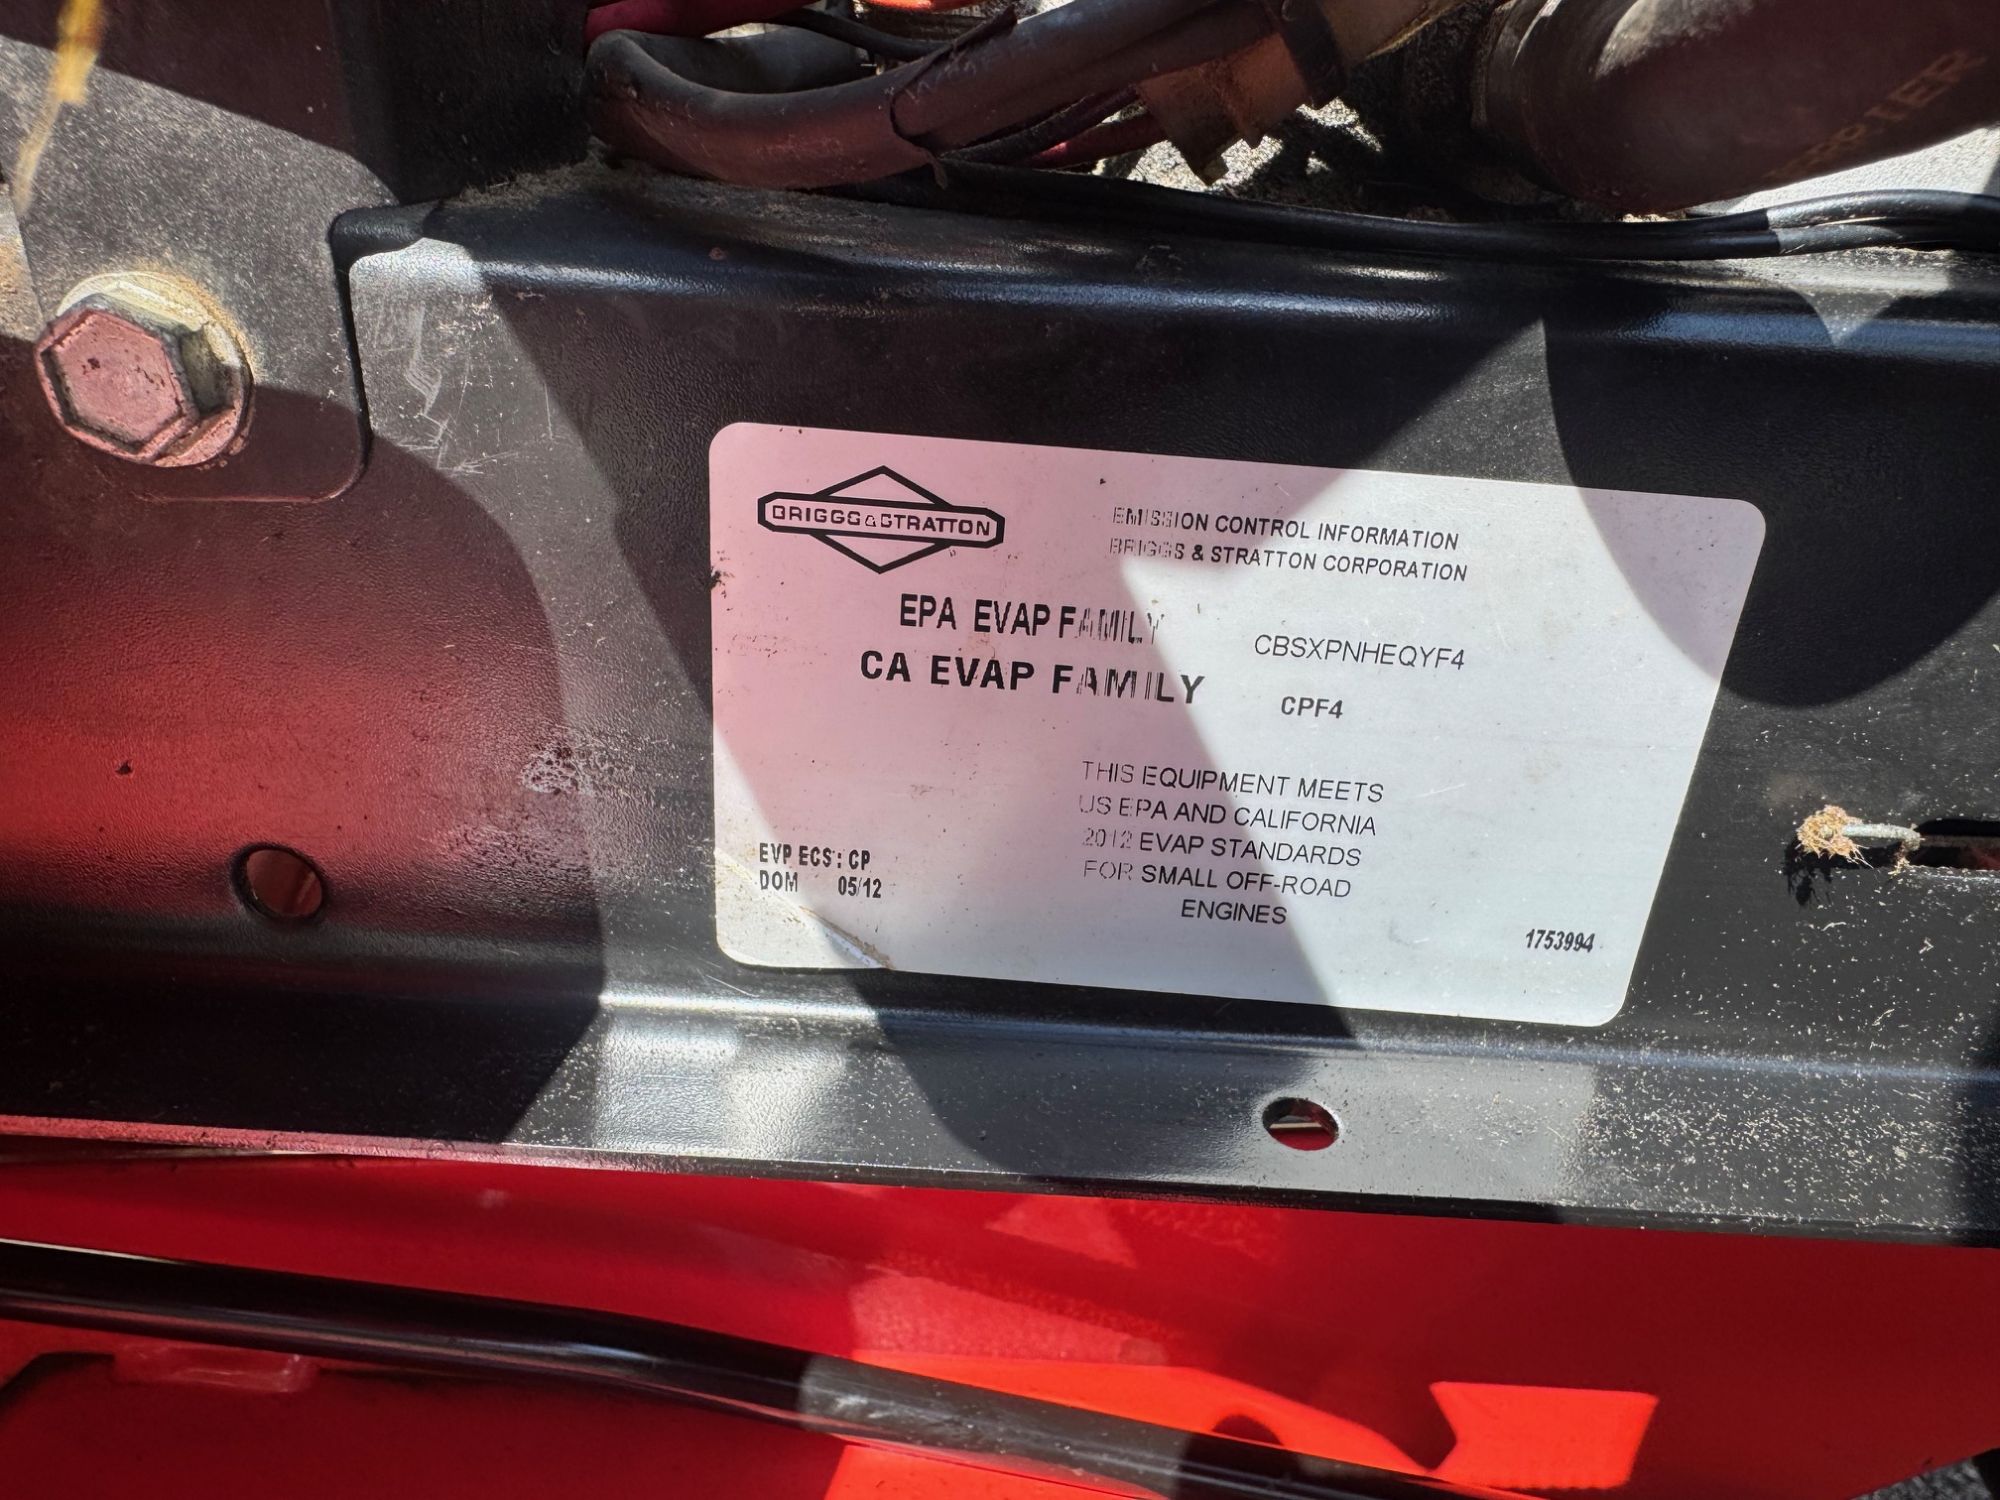 BRIGGS & STRATTON
EMISSION CONTROL INFORMATION
BRIGGS & STRATTON CORPORATION
EPA EVAP FAMILY CBSXPNHEQYF4
CA EVAP FAMILY CPF4
THIS EQUIPMENT MEETS
US EPA AND CALIFORNIA
2012 EVAP STANDARDS
FOR SMALL OFF-ROAD
ENGINES
EVP ECS: CP
DOM 05/12
1753994